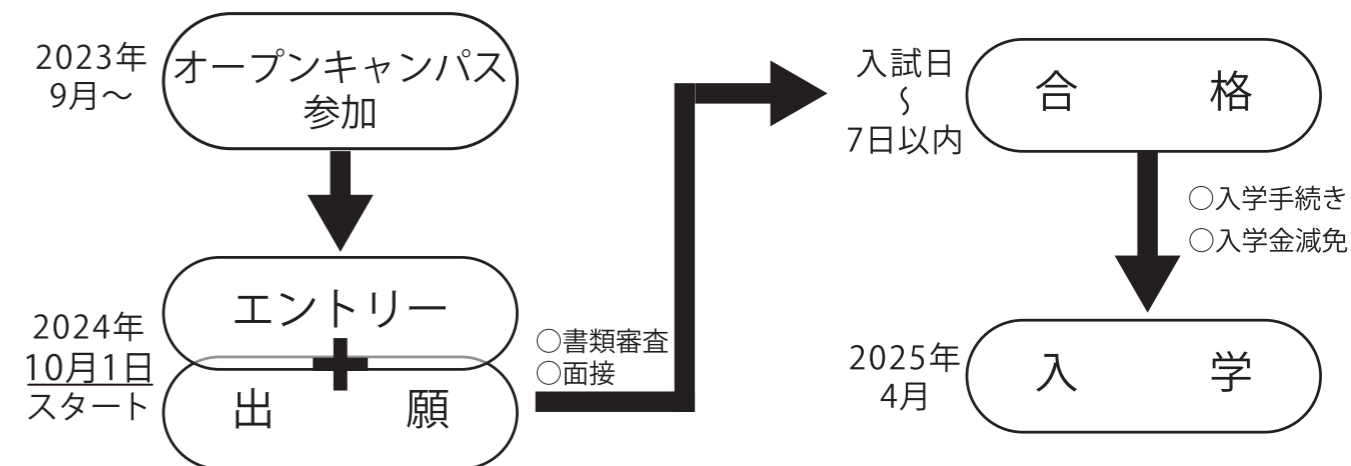 2023年
9月〜
オープンキャンパス
参加
2024年
10月1日
スタート
エントリー
+
出　願
○書類審査
○面接
入試日
〜
7日以内
合　格
○入学手続き
○入学金減免
2025年
4月
入　学